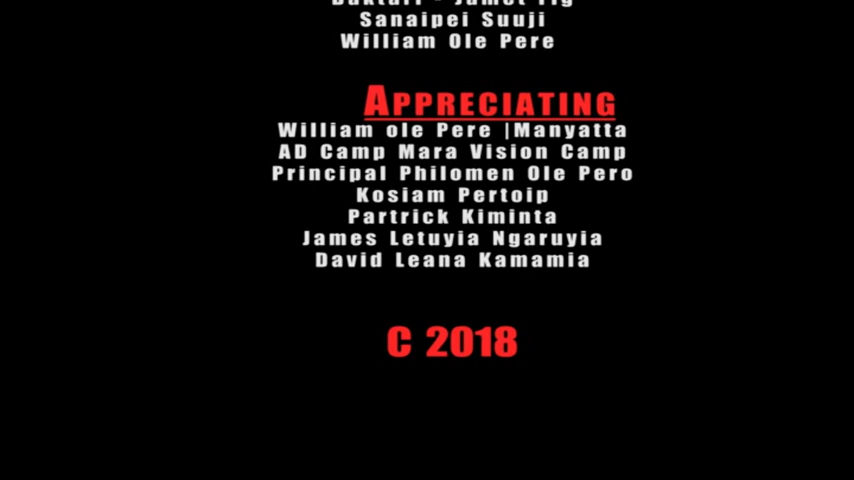 Sanaipei Suuji
William Ole Pere
APPRECIATING
William ole Pere |Manyatta
AD Camp Mara Vision Camp
Principal Philomen Ole Pero
Kosiam Pertoip
Partrick Kiminta
James Letuyia Ngaruyia
David Leana Kamamia
C 2018